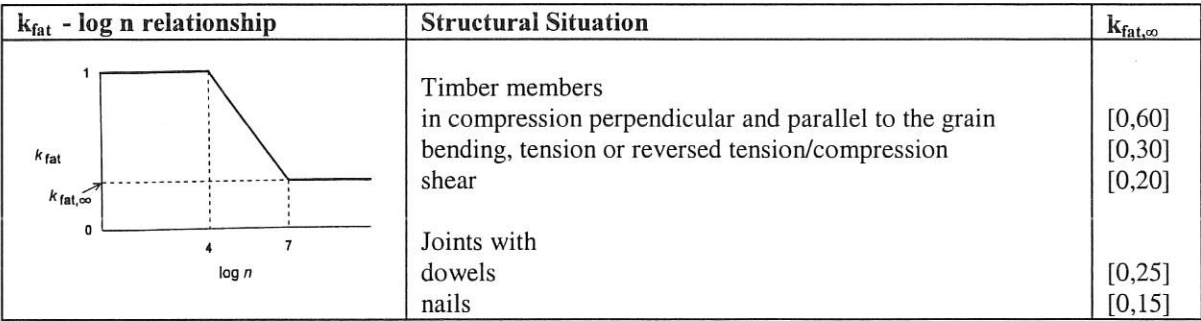 k_fat - log n relationship
Structural Situation
k_fat,∞
1
k_fat
k_fat,∞
0
4
7
log n
Timber members
in compression perpendicular and parallel to the grain
[0,60]
bending, tension or reversed tension/compression
[0,30]
shear
[0,20]
Joints with
dowels
[0,25]
nails
[0,15]